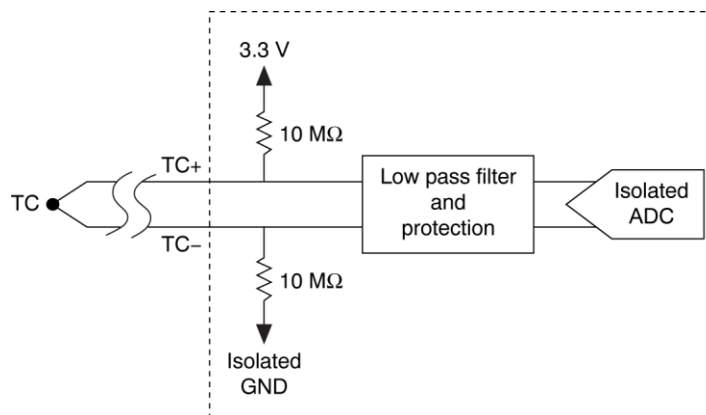 3.3 V
10 MΩ
TC+
TC
TC−
Low pass filter
and
protection
Isolated
ADC
10 MΩ
Isolated
GND